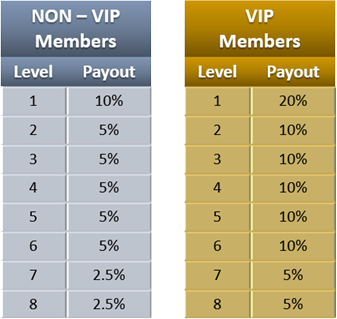 NON – VIP
Members
Level Payout
1 10%
2 5%
3 5%
4 5%
5 5%
6 5%
7 2.5%
8 2.5%
VIP
Members
Level Payout
1 20%
2 10%
3 10%
4 10%
5 10%
6 10%
7 5%
8 5%